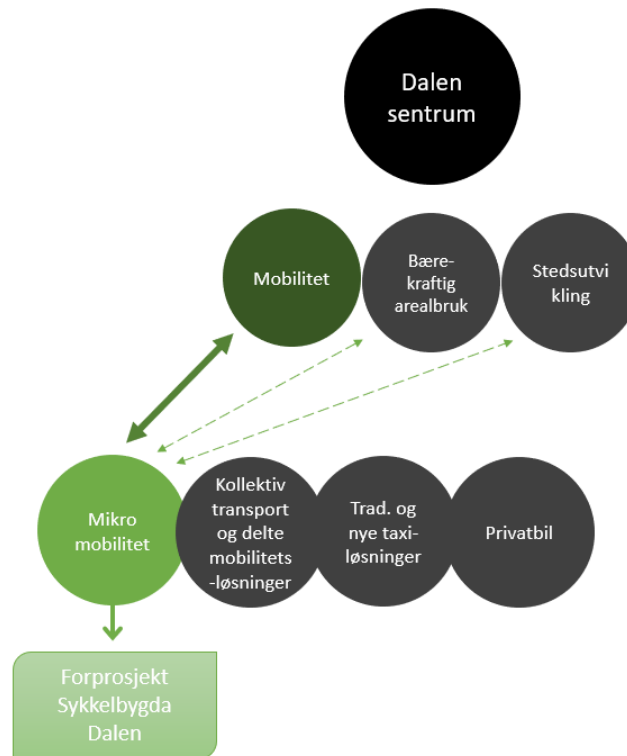 Dalen
sentrum
Mobilitet
Bære-
kraftig
arealbruk
Stedsutvi
kling
Mikro
mobilitet
Kollektiv
transport
og delte
mobilitets
-løsninger
Trad. og
nye taxi-
løsninger
Privatbil
Forprosjekt
Sykkelbygda
Dalen